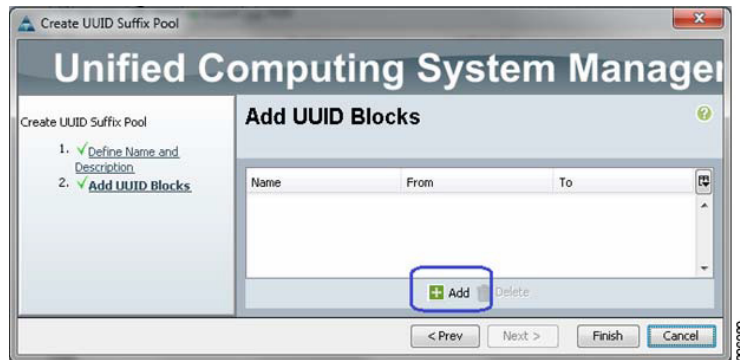 Create UUID Suffix Pool
Unified Computing System Manager
Create UUID Suffix Pool
1. Define Name and
Description
2. Add UUID Blocks
Add UUID Blocks
Name From To
Add Delete
< Prev Next > Finish Cancel